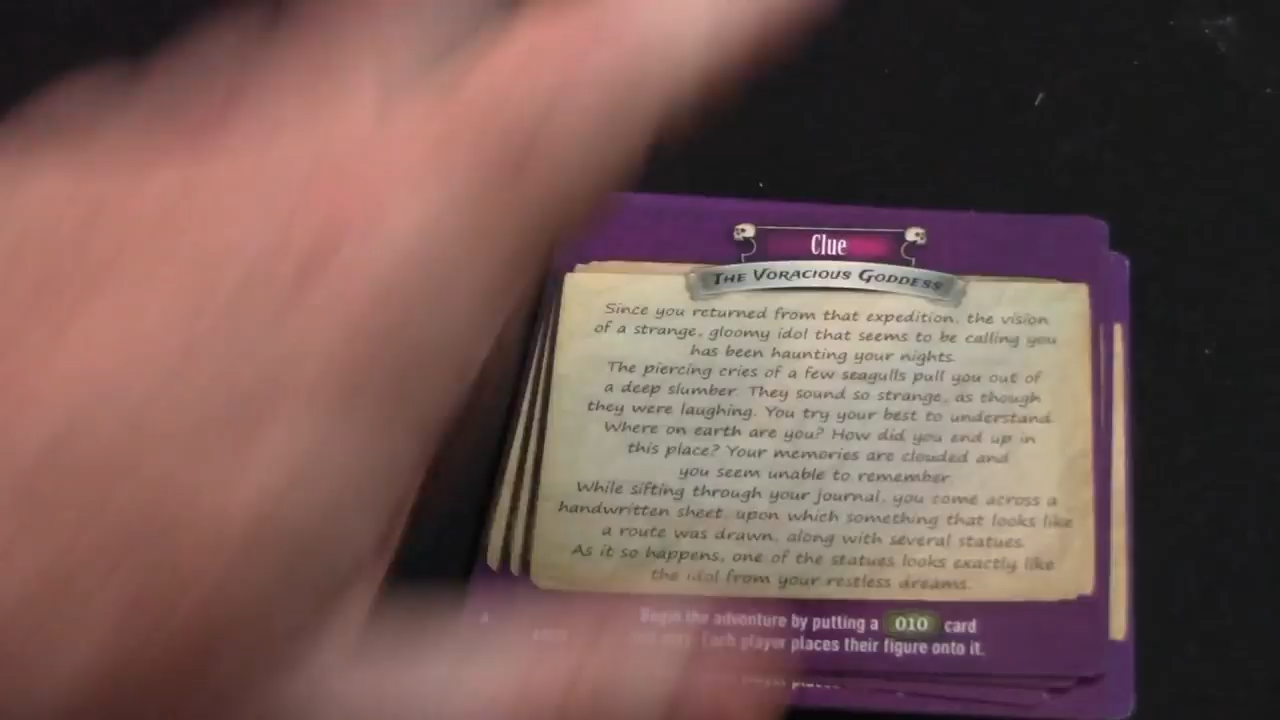 Clue
THE VORACIOUS GODDESS
Since you returned from that expedition, the vision
of a strange, gloomy idol that seems to be calling you
has been haunting your nights.
The piercing cries of a few seagulls pull you out of
a deep slumber. They sound so strange, as though
they were laughing. You try your best to understand.
Where on earth are you? How did you end up in
this place? Your memories are clouded and
you seem unable to remember.
While sifting through your journal, you come across a
handwritten sheet, upon which something that looks like
a route was drawn, along with several statues.
As it so happens, one of the statues looks exactly like
the idol from your restless dreams.
Begin the adventure by putting a 010 card
Each player places their figure onto it.